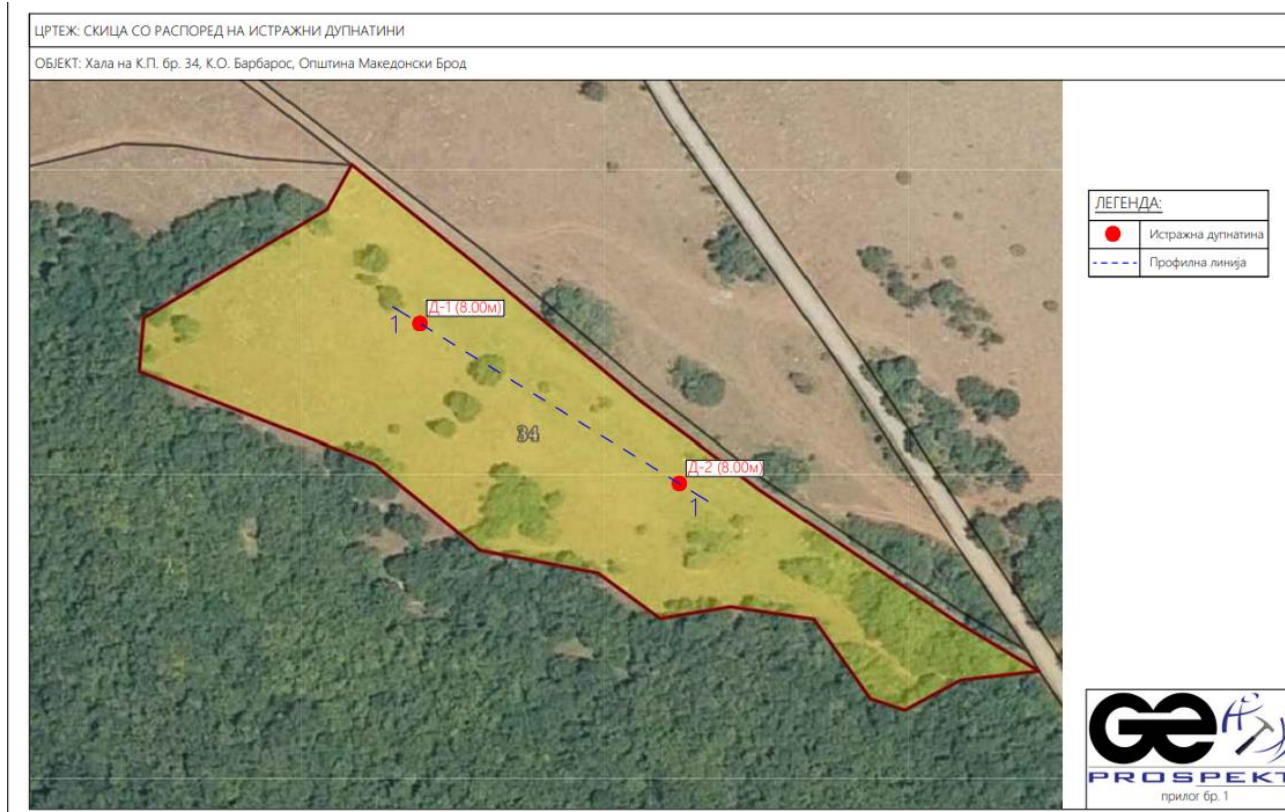 ЦРТЕЖ: СКИЦА СО РАСПОРЕД НА ИСТРАЖНИ ДУПНАТИНИ
ОБЈЕКТ: Хала на К.П. бр. 34, К.О. Барбарос, Општина Македонски Брод
ЛЕГЕНДА:
Истражна дупнатина
Профилна линија
Д-1 (8.00м)
1
34
Д-2 (8.00м)
1
GE
PROSPEKT
прилог бр. 1